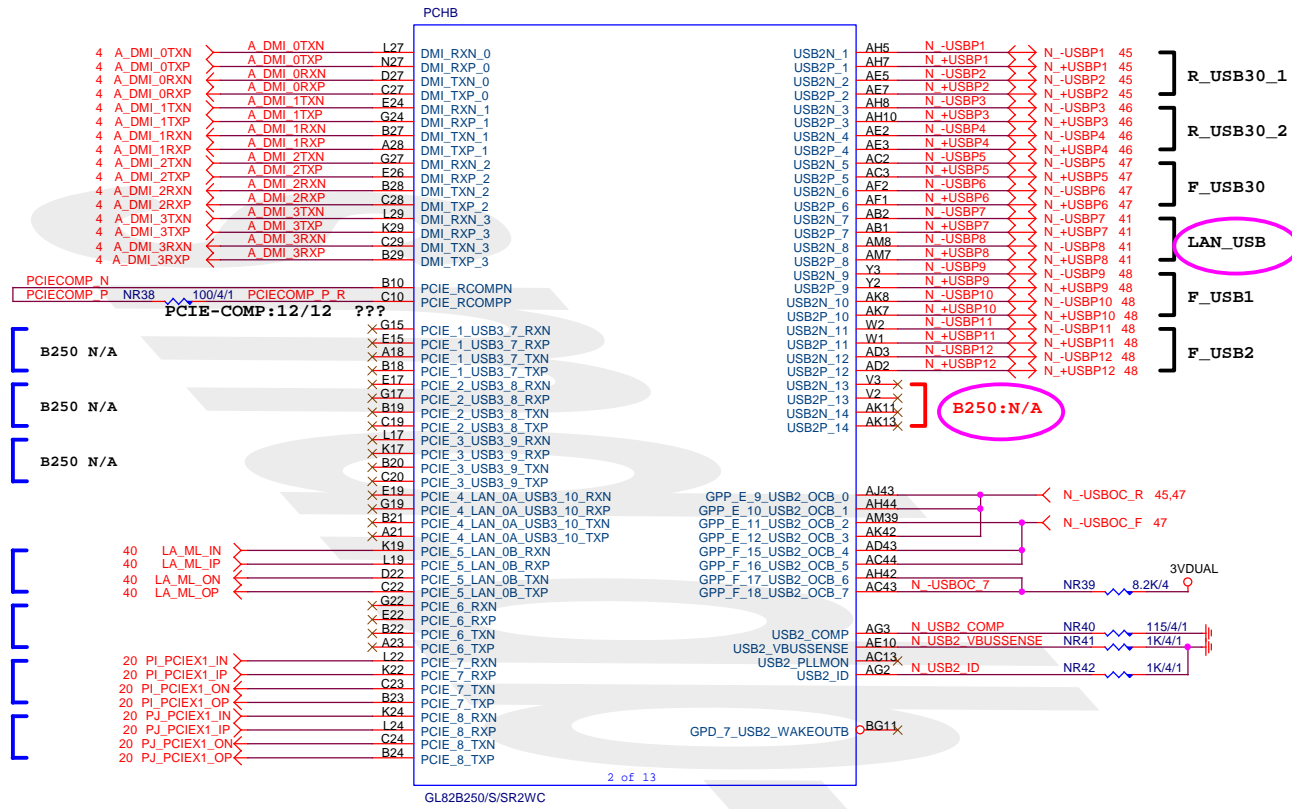 PCHB
4 A_DMI_0TXN A_DMI_0TXN L27 DMI_RXN_0 USB2N_1 AH5 N_-USBP1 N_-USBP1 45
4 A_DMI_0TXP A_DMI_0TXP N27 DMI_RXP_0 USB2P_1 AH7 N_+USBP1 N_+USBP1 45
4 A_DMI_0RXN A_DMI_0RXN D27 DMI_TXN_0 USB2N_2 AE5 N_-USBP2 N_-USBP2 45
R_USB30_1
4 A_DMI_0RXP A_DMI_0RXP C27 DMI_TXP_0 USB2P_2 AE7 N_+USBP2 N_+USBP2 45
4 A_DMI_1TXN A_DMI_1TXN E24 DMI_RXN_1 USB2N_3 AH8 N_-USBP3 N_-USBP3 46
4 A_DMI_1TXP A_DMI_1TXP G24 DMI_RXP_1 USB2P_3 AH10 N_+USBP3 N_+USBP3 46
R_USB30_2
4 A_DMI_1RXN A_DMI_1RXN B27 DMI_TXN_1 USB2N_4 AE2 N_-USBP4 N_-USBP4 46
4 A_DMI_1RXP A_DMI_1RXP A28 DMI_TXP_1 USB2P_4 AE3 N_+USBP4 N_+USBP4 46
4 A_DMI_2TXN A_DMI_2TXN G27 DMI_RXN_2 USB2N_5 AC2 N_-USBP5 N_-USBP5 47
4 A_DMI_2TXP A_DMI_2TXP E26 DMI_RXP_2 USB2P_5 AC3 N_+USBP5 N_+USBP5 47
F_USB30
4 A_DMI_2RXN A_DMI_2RXN B28 DMI_TXN_2 USB2N_6 AF2 N_-USBP6 N_-USBP6 47
4 A_DMI_2RXP A_DMI_2RXP C28 DMI_TXP_2 USB2P_6 AF1 N_+USBP6 N_+USBP6 47
4 A_DMI_3TXN A_DMI_3TXN L29 DMI_RXN_3 USB2N_7 AB2 N_-USBP7 N_-USBP7 41
4 A_DMI_3TXP A_DMI_3TXP K29 DMI_RXP_3 USB2P_7 AB1 N_+USBP7 N_+USBP7 41
LAN_USB
4 A_DMI_3RXN A_DMI_3RXN C29 DMI_TXN_3 USB2N_8 AM8 N_-USBP8 N_-USBP8 41
4 A_DMI_3RXP A_DMI_3RXP B29 DMI_TXP_3 USB2P_8 AM7 N_+USBP8 N_+USBP8 41
USB2N_9 Y3 N_-USBP9 N_-USBP9 48
PCIECOMP_N B10 PCIE_RCOMPN USB2P_9 Y2 N_+USBP9 N_+USBP9 48
F_USB1
PCIECOMP_P NR38 100/4/1 PCIECOMP_P_R C10 PCIE_RCOMPP USB2N_10 AK8 N_-USBP10 N_-USBP10 48
PCIE-COMP:12/12 ???
USB2P_10 AK7 N_+USBP10 N_+USBP10 48
G15 PCIE_1_USB3_7_RXN USB2N_11 W2 N_-USBP11 N_-USBP11 48
E15 PCIE_1_USB3_7_RXP USB2P_11 W1 N_+USBP11 N_+USBP11 48
B250 N/A
F_USB2
A18 PCIE_1_USB3_7_TXN USB2N_12 AD3 N_-USBP12 N_-USBP12 48
B18 PCIE_1_USB3_7_TXP USB2P_12 AD2 N_+USBP12 N_+USBP12 48
E17 PCIE_2_USB3_8_RXN USB2N_13 V3
G17 PCIE_2_USB3_8_RXP USB2P_13 V2
B250 N/A
B250:N/A
B19 PCIE_2_USB3_8_TXN USB2N_14 AK11
C19 PCIE_2_USB3_8_TXP USB2P_14 AK13
L17 PCIE_3_USB3_9_RXN
K17 PCIE_3_USB3_9_RXP
B250 N/A
B20 PCIE_3_USB3_9_TXN
C20 PCIE_3_USB3_9_TXP
E19 PCIE_4_LAN_0A_USB3_10_RXN GPP_E_9_USB2_OCB_0 AJ43 N_-USBOC_R 45,47
G19 PCIE_4_LAN_0A_USB3_10_RXP GPP_E_10_USB2_OCB_1 AH44
B21 PCIE_4_LAN_0A_USB3_10_TXN GPP_E_11_USB2_OCB_2 AM39 N_-USBOC_F 47
A21 PCIE_4_LAN_0A_USB3_10_TXP GPP_E_12_USB2_OCB_3 AK42
40 LA_ML_IN K19 PCIE_5_LAN_0B_RXN GPP_F_15_USB2_OCB_4 AD43
40 LA_ML_IP L19 PCIE_5_LAN_0B_RXP GPP_F_16_USB2_OCB_5 AC44
3VDUAL
40 LA_ML_ON D22 PCIE_5_LAN_0B_TXN GPP_F_17_USB2_OCB_6 AH42
40 LA_ML_OP C22 PCIE_5_LAN_0B_TXP GPP_F_18_USB2_OCB_7 AC43 N_-USBOC_7 NR39 8.2K/4
G22 PCIE_6_RXN
E22 PCIE_6_RXP
B22 PCIE_6_TXN USB2_COMP AG3 N_USB2_COMP NR40 115/4/1
A23 PCIE_6_TXP USB2_VBUSSENSE AE10 N_USB2_VBUSSENSE NR41 1K/4/1
20 PI_PCIEX1_IN L22 PCIE_7_RXN USB2_PLLMON AC13
20 PI_PCIEX1_IP K22 PCIE_7_RXP USB2_ID AG2 N_USB2_ID NR42 1K/4/1
20 PI_PCIEX1_ON C23 PCIE_7_TXN
20 PI_PCIEX1_OP B23 PCIE_7_TXP
20 PJ_PCIEX1_IN K24 PCIE_8_RXN
20 PJ_PCIEX1_IP L24 PCIE_8_RXP GPD_7_USB2_WAKEOUTB BG11
20 PJ_PCIEX1_ON C24 PCIE_8_TXN
20 PJ_PCIEX1_OP B24 PCIE_8_TXP
2 of 13
GL82B250/S/SR2WC